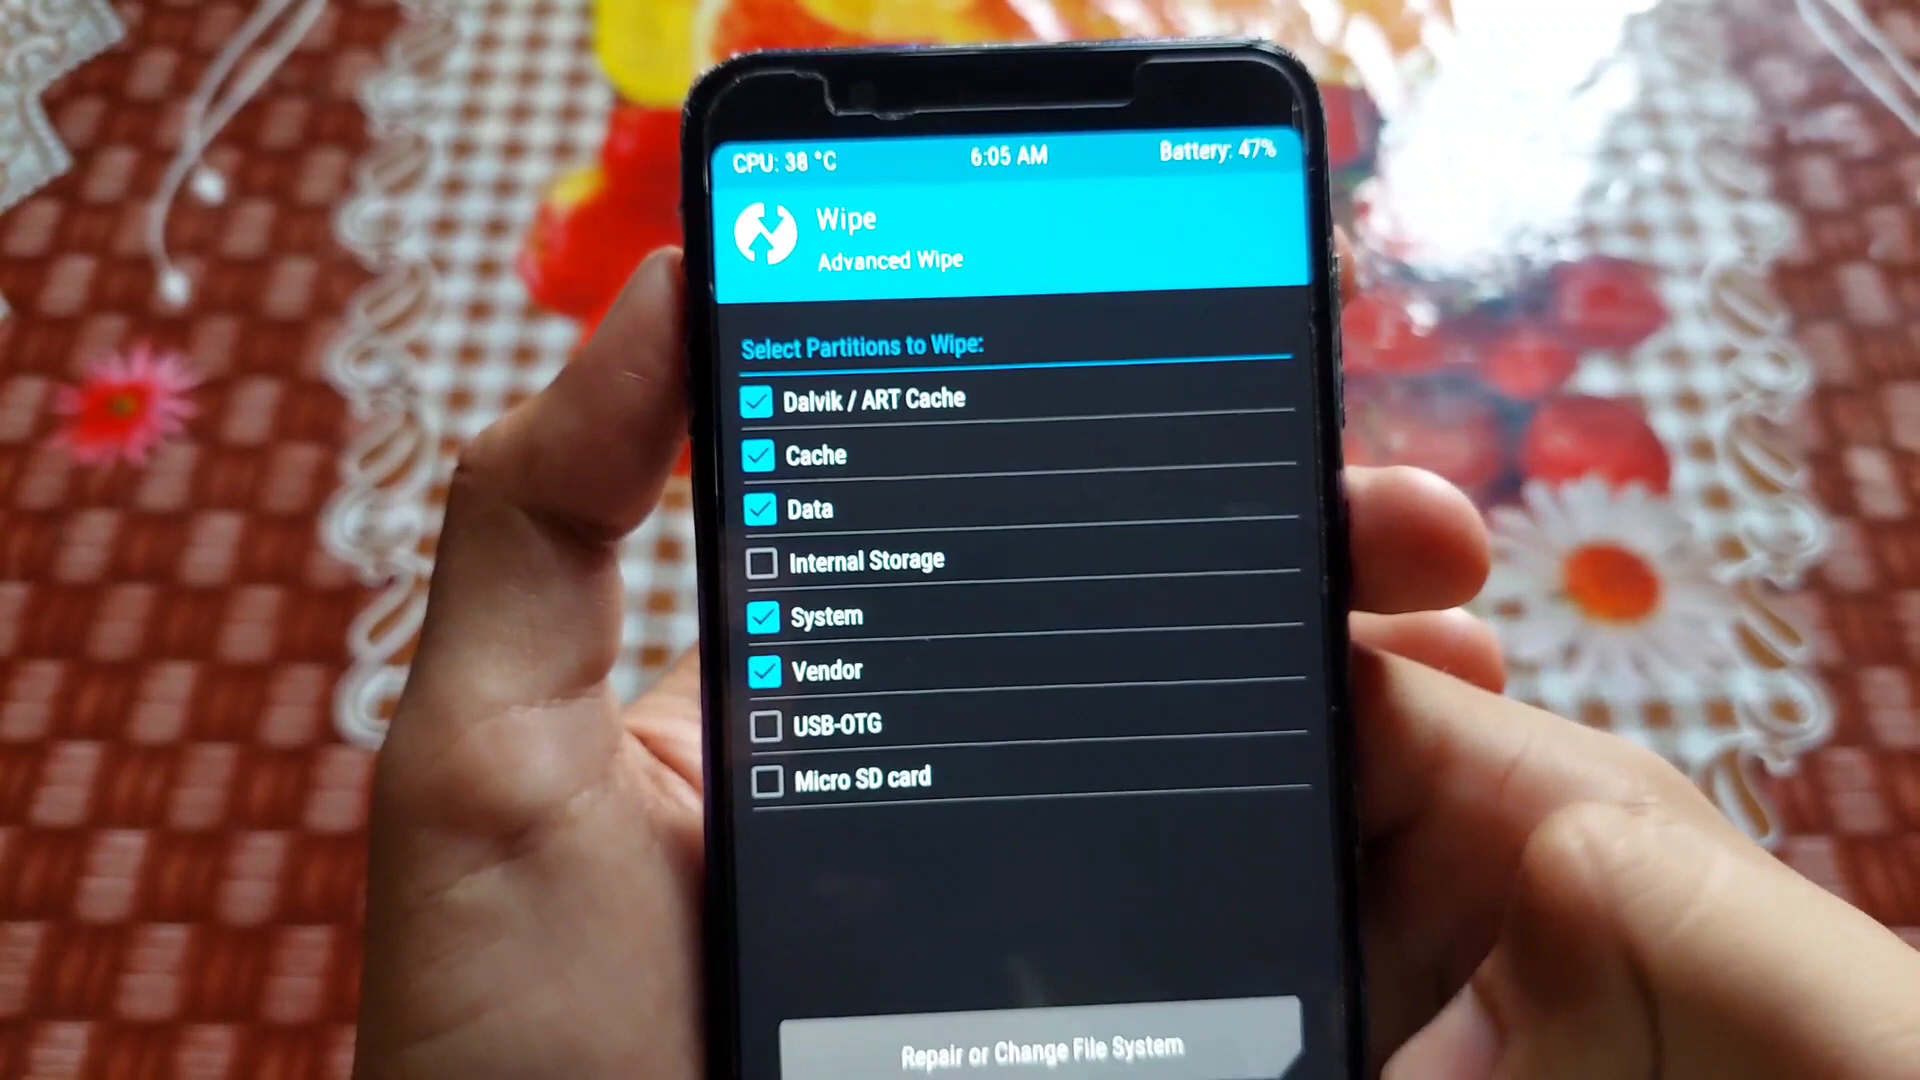 CPU: 38 °C 6:05 AM Battery: 47%
Wipe
Advanced Wipe
Select Partitions to Wipe:
Dalvik / ART Cache
Cache
Data
Internal Storage
System
Vendor
USB-OTG
Micro SD card
Repair or Change File System